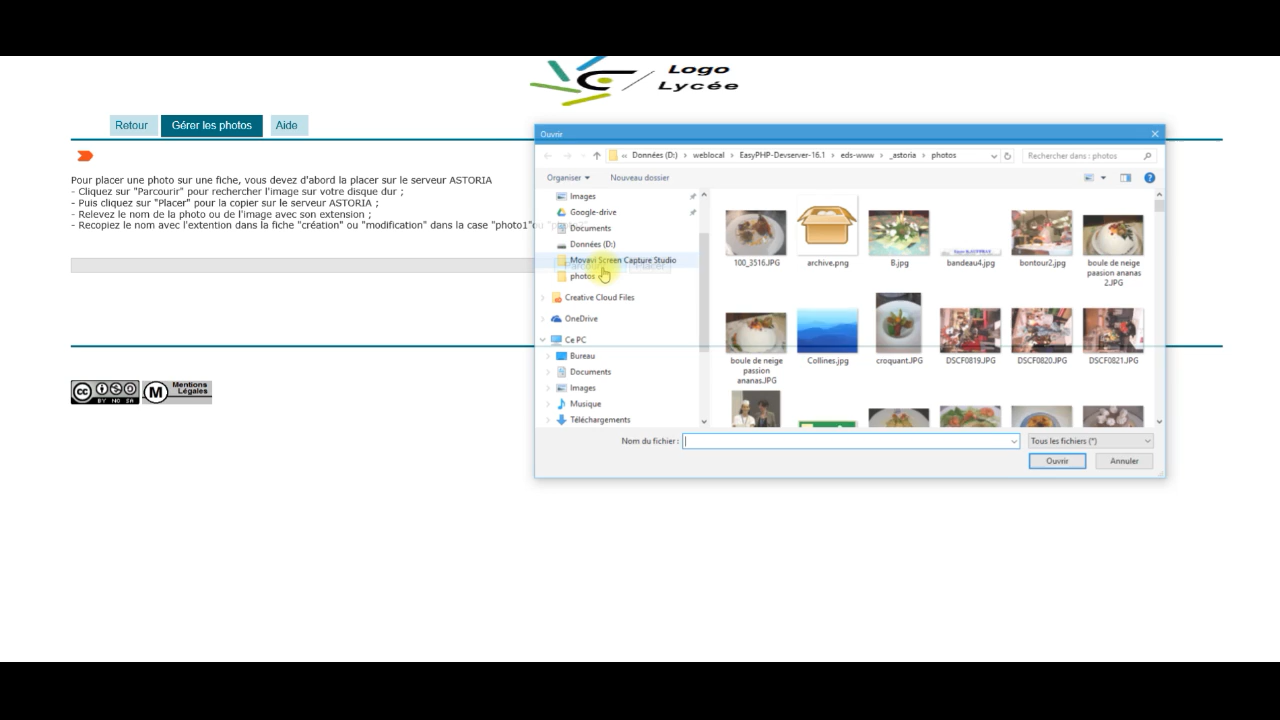 Logo
Lycée
Retour
Gérer les photos
Aide
Pour placer une photo sur une fiche, vous devez d'abord la placer sur le serveur ASTORIA
- Cliquez sur "Parcourir" pour rechercher l'image sur votre disque dur ;
- Puis cliquez sur "Placer" pour la copier sur le serveur ASTORIA ;
- Relevez le nom de la photo ou de l'image avec son extension ;
- Recopiez le nom avec l'extention dans la fiche "création" ou "modification" dans la case "photo1"ou
Mentions
Légales
BY NC SA
Ouvrir
« Données (D:) › weblocal › EasyPHP-Devserver-16.1 › eds-www › _astoria › photos
Rechercher dans : photos
Organiser
Nouveau dossier
Images
Google-drive
Documents
Données (D:)
Movavi Screen Capture Studio
photos
Creative Cloud Files
OneDrive
Ce PC
Bureau
Documents
Images
Musique
Téléchargements
100_3516.JPG
archive.png
B.jpg
bandeau4.jpg
bontour2.jpg
boule de neige
paasion ananas
2.JPG
boule de neige
passion
ananas.JPG
Collines.jpg
croquant.JPG
DSCF0819.JPG
DSCF0820.JPG
DSCF0821.JPG
Nom du fichier :
Tous les fichiers (*)
Ouvrir
Annuler